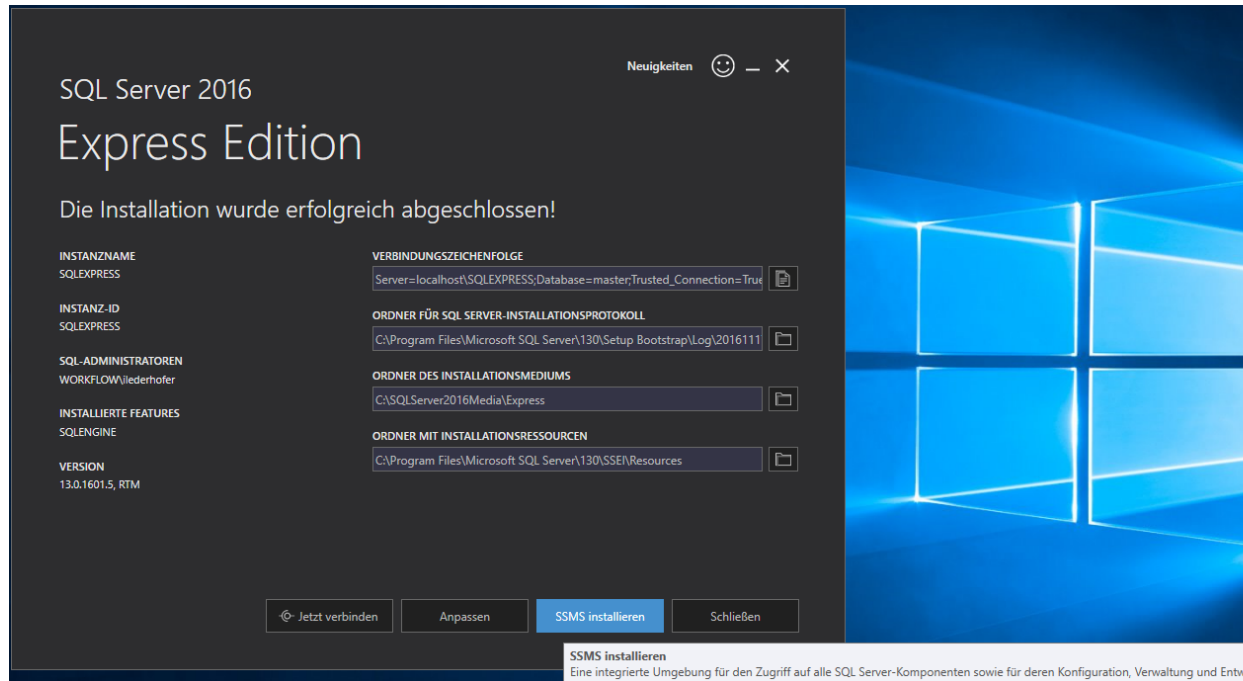 Neuigkeiten
SQL Server 2016
Express Edition
Die Installation wurde erfolgreich abgeschlossen!
INSTANZNAME
SQLEXPRESS
INSTANZ-ID
SQLEXPRESS
SQL-ADMINISTRATOREN
WORKFLOW\ilederhofer
INSTALLIERTE FEATURES
SQLENGINE
VERSION
13.0.1601.5, RTM
VERBINDUNGSZEICHENFOLGE
Server=localhost\SQLEXPRESS;Database=master;Trusted_Connection=True
ORDNER FÜR SQL SERVER-INSTALLATIONSPROTOKOLL
C:\Program Files\Microsoft SQL Server\130\Setup Bootstrap\Log\2016111
ORDNER DES INSTALLATIONSMEDIUMS
C:\SQLServer2016Media\Express
ORDNER MIT INSTALLATIONSRESSOURCEN
C:\Program Files\Microsoft SQL Server\130\SSEI\Resources
Jetzt verbinden
Anpassen
SSMS installieren
Schließen
SSMS installieren
Eine integrierte Umgebung für den Zugriff auf alle SQL Server-Komponenten sowie für deren Konfiguration, Verwaltung und Entw